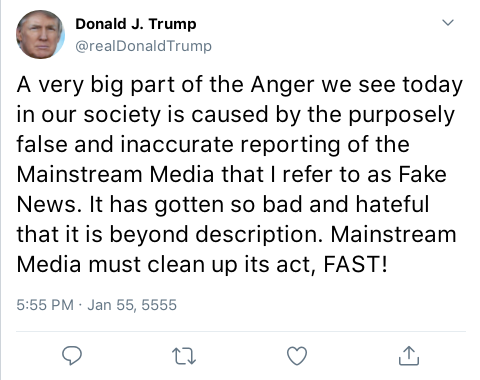 Donald J. Trump
@realDonaldTrump
A very big part of the Anger we see today
in our society is caused by the purposely
false and inaccurate reporting of the
Mainstream Media that I refer to as Fake
News. It has gotten so bad and hateful
that it is beyond description. Mainstream
Media must clean up its act, FAST!
5:55 PM · Jan 55, 5555